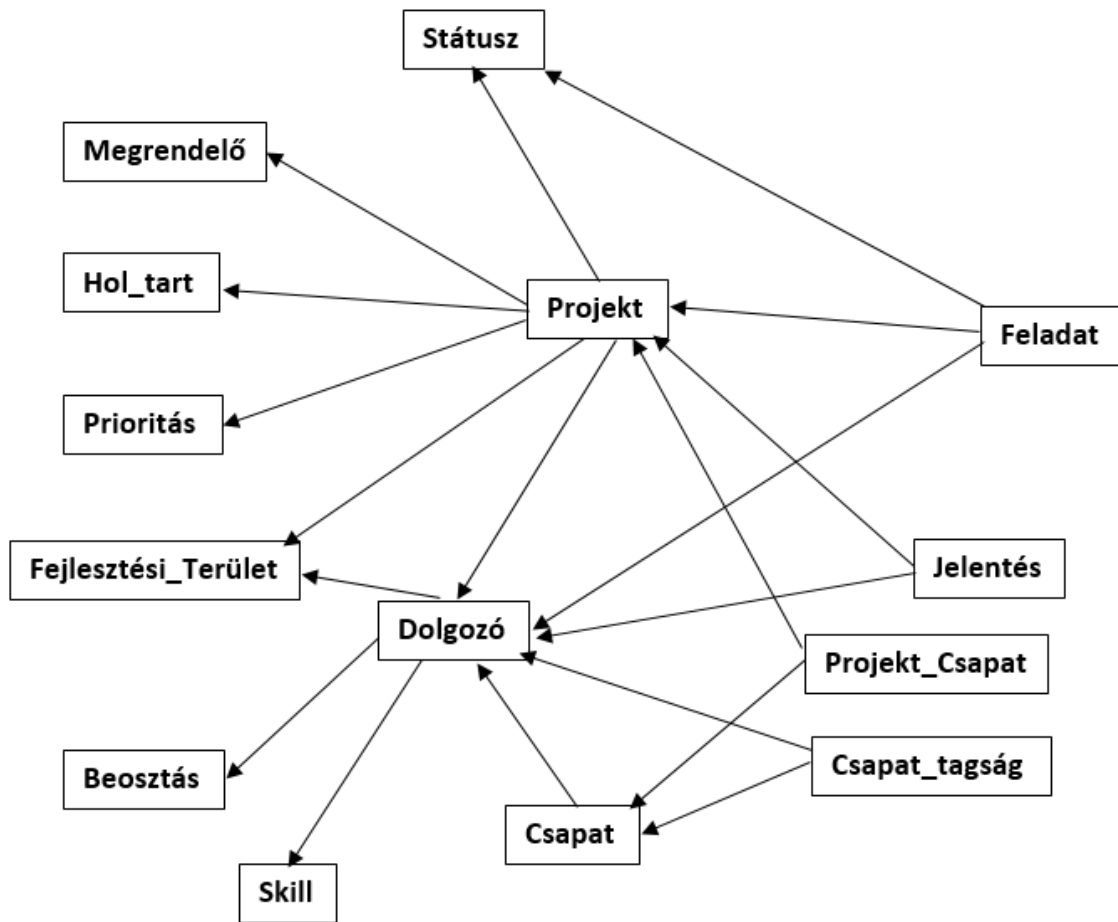 Státusz
Megrendelő
Hol_tart
Projekt
Feladat
Prioritás
Fejlesztési_Terület
Jelentés
Dolgozó
Projekt_Csapat
Beosztás
Csapat_tagság
Csapat
Skill